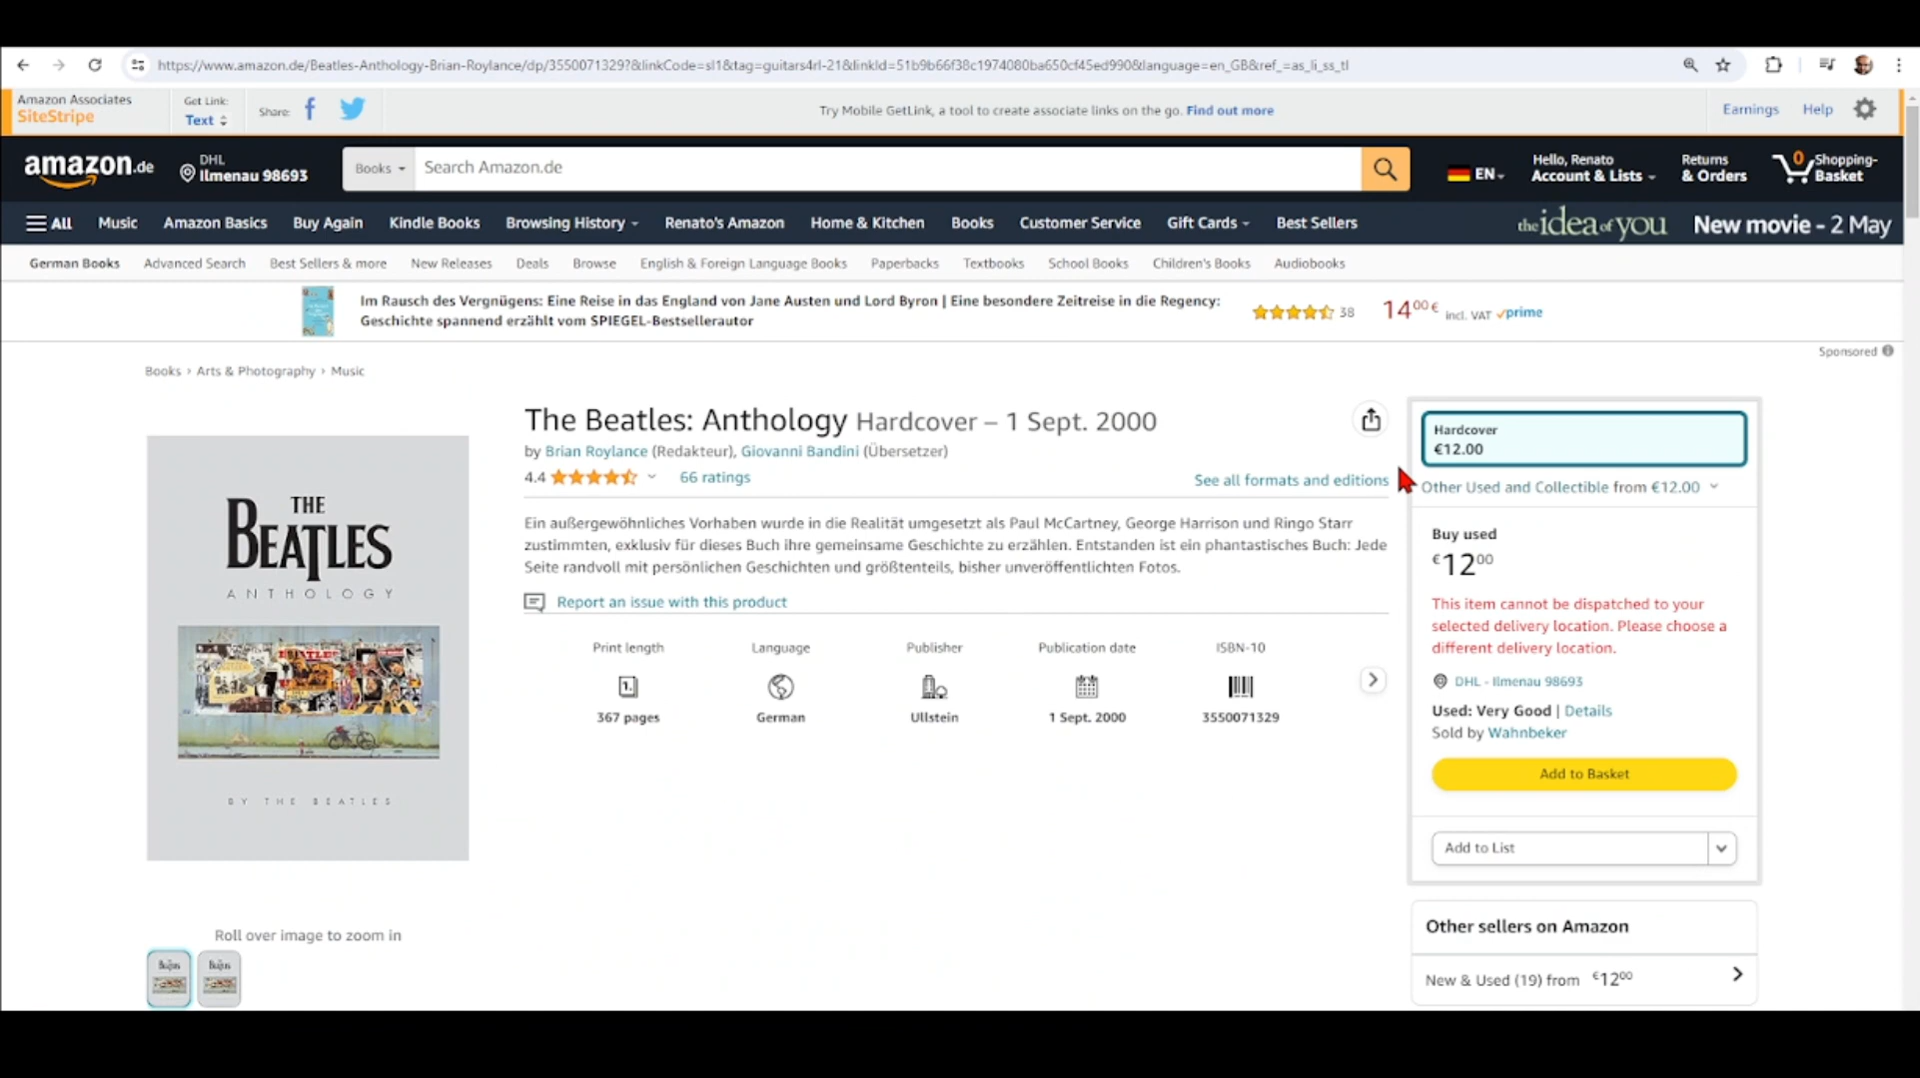 https://www.amazon.de/Beatles-Anthology-Brian-Roylance/dp/3550071329?&linkCode=sl1&tag=guitars4rl-21&linkId=51b9b66f38c1974080ba650cf45ed990&language=en_GB&ref_=as_li_ss_tl
Amazon Associates
SiteStripe
Get Link:
Text
Share:
Try Mobile GetLink, a tool to create associate links on the go. Find out more
Earnings
Help
amazon.de
DHL
Ilmenau 98693
Books
Search Amazon.de
EN
Hello, Renato
Account & Lists
Returns
& Orders
0
Shopping-
Basket
All
Music
Amazon Basics
Buy Again
Kindle Books
Browsing History
Renato's Amazon
Home & Kitchen
Books
Customer Service
Gift Cards
Best Sellers
the idea of you
New movie - 2 May
German Books
Advanced Search
Best Sellers & more
New Releases
Deals
Browse
English & Foreign Language Books
Paperbacks
Textbooks
School Books
Children's Books
Audiobooks
Im Rausch des Vergnügens: Eine Reise in das England von Jane Austen und Lord Byron | Eine besondere Zeitreise in die Regency:
Geschichte spannend erzählt vom SPIEGEL-Bestsellerautor
38
1400 € incl. VAT prime
Sponsored
Books › Arts & Photography › Music
THE
BEATLES
ANTHOLOGY
BEATLES
BY THE BEATLES
Roll over image to zoom in
The Beatles: Anthology Hardcover – 1 Sept. 2000
by Brian Roylance (Redakteur), Giovanni Bandini (Übersetzer)
4.4
66 ratings
See all formats and editions
Ein außergewöhnliches Vorhaben wurde in die Realität umgesetzt als Paul McCartney, George Harrison und Ringo Starr
zustimmten, exklusiv für dieses Buch ihre gemeinsame Geschichte zu erzählen. Entstanden ist ein phantastisches Buch: Jede
Seite randvoll mit persönlichen Geschichten und größtenteils, bisher unveröffentlichten Fotos.
Report an issue with this product
Print length
Language
Publisher
Publication date
ISBN-10
1.
367 pages
German
Ullstein
1 Sept. 2000
3550071329
Hardcover
€12.00
Other Used and Collectible from €12.00
Buy used
€1200
This item cannot be dispatched to your
selected delivery location. Please choose a
different delivery location.
DHL - Ilmenau 98693
Used: Very Good | Details
Sold by Wahnbeker
Add to Basket
Add to List
Other sellers on Amazon
New & Used (19) from €1200